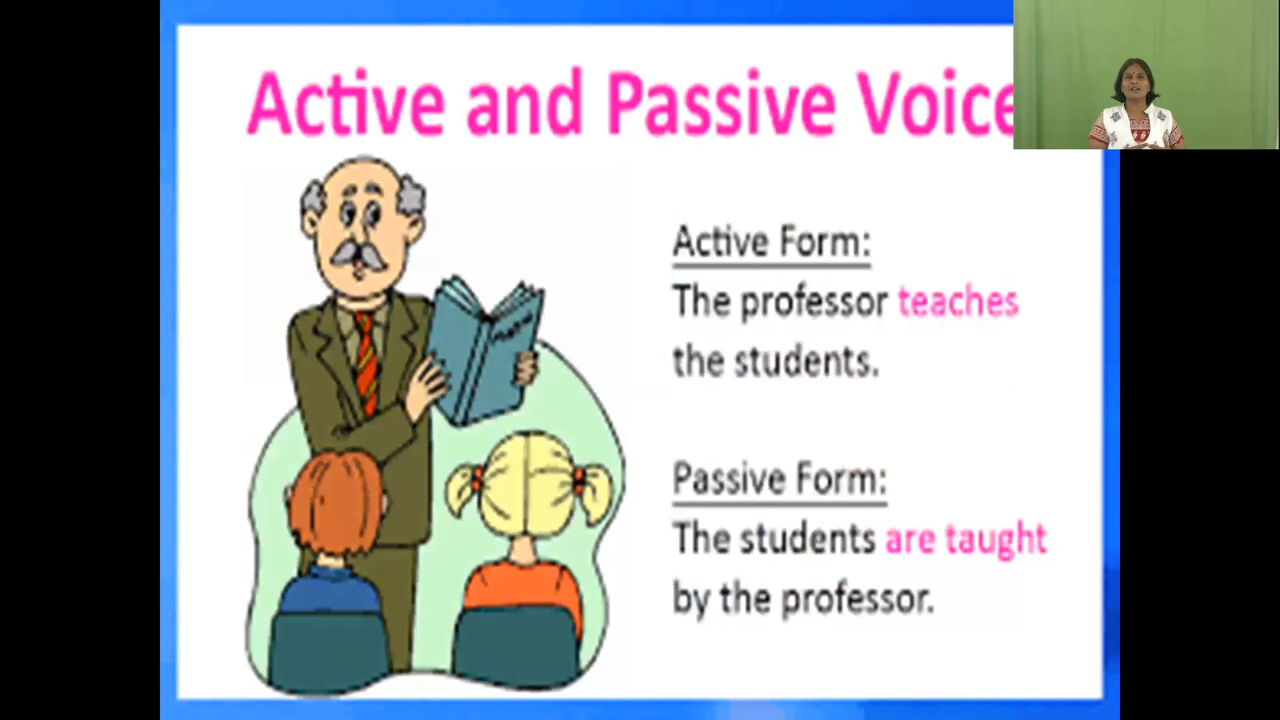 Active and Passive Voice
Active Form:
The professor teaches
the students.
Passive Form:
The students are taught
by the professor.